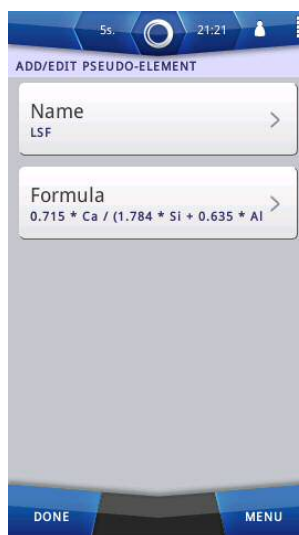 5s. 21:21
ADD/EDIT PSEUDO-ELEMENT
Name
LSF
Formula
0.715 * Ca / (1.784 * Si + 0.635 * Al
DONE MENU